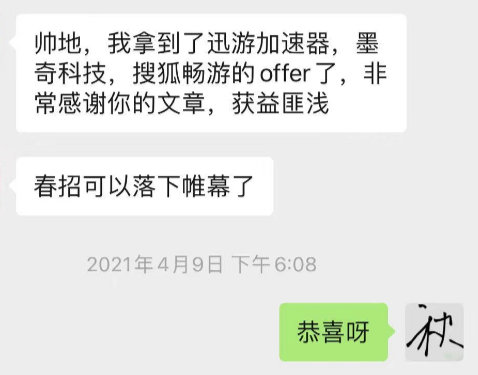 帅地，我拿到了迅游加速器，墨
奇科技，搜狐畅游的offer了，非
常感谢你的文章，获益匪浅
春招可以落下帷幕了
2021年4月9日 下午6:08
恭喜呀